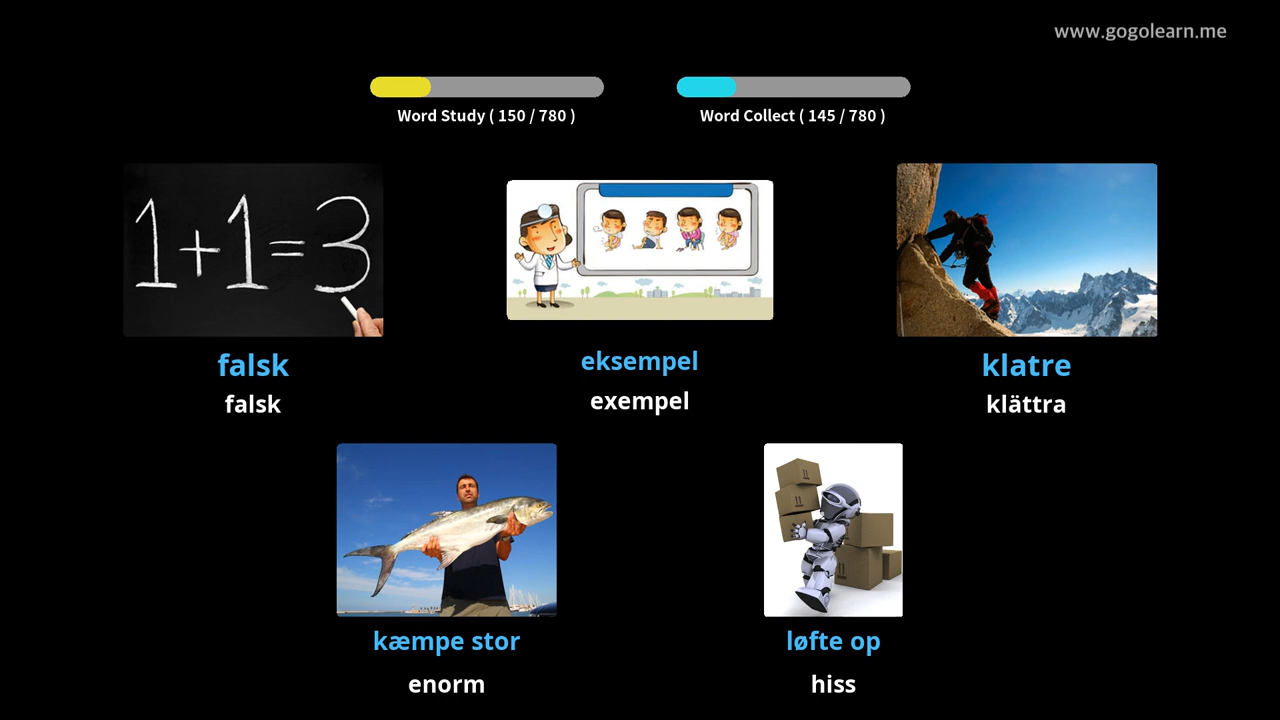 www.gogolearn.me
Word Study ( 150 / 780 )
Word Collect ( 145 / 780 )
1+1=3
falsk
falsk
eksempel
exempel
klatre
klättra
kæmpe stor
enorm
løfte op
hiss